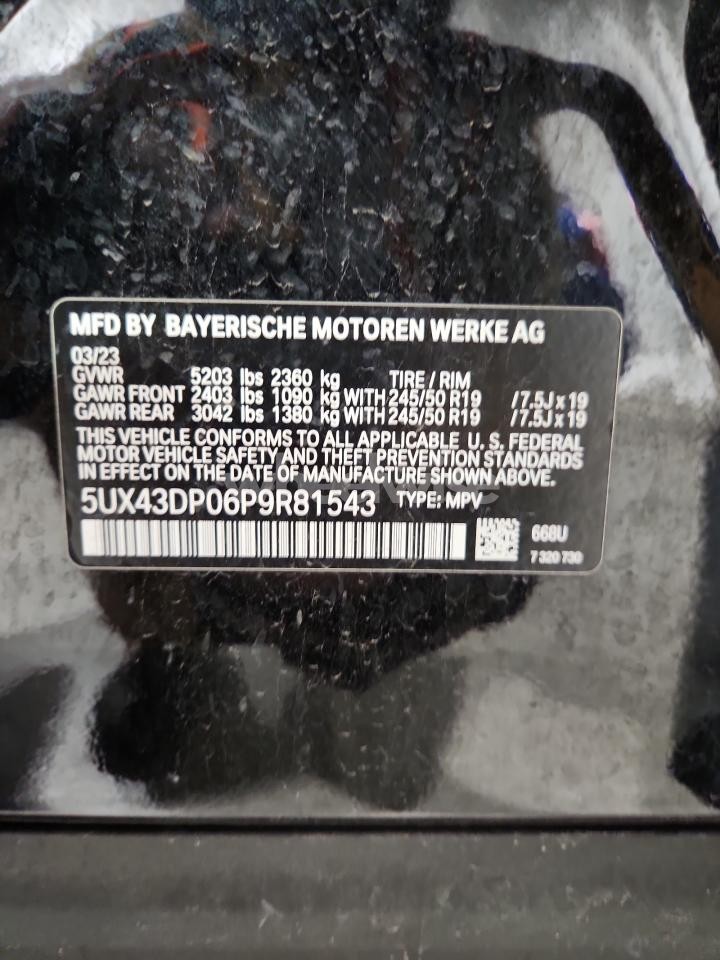 MFD BY BAYERISCHE MOTOREN WERKE AG
03/23
GVWR 5203 lbs 2360 kg TIRE / RIM
GAWR FRONT 2403 lbs 1090 kg WITH 245/50 R19 /7.5J x 19
GAWR REAR 3042 lbs 1380 kg WITH 245/50 R19 /7.5J x 19
THIS VEHICLE CONFORMS TO ALL APPLICABLE U. S. FEDERAL
MOTOR VEHICLE SAFETY AND THEFT PREVENTION STANDARDS
IN EFFECT ON THE DATE OF MANUFACTURE SHOWN ABOVE.
5UX43DP06P9R81543 TYPE: MPV
668U
7 320 730